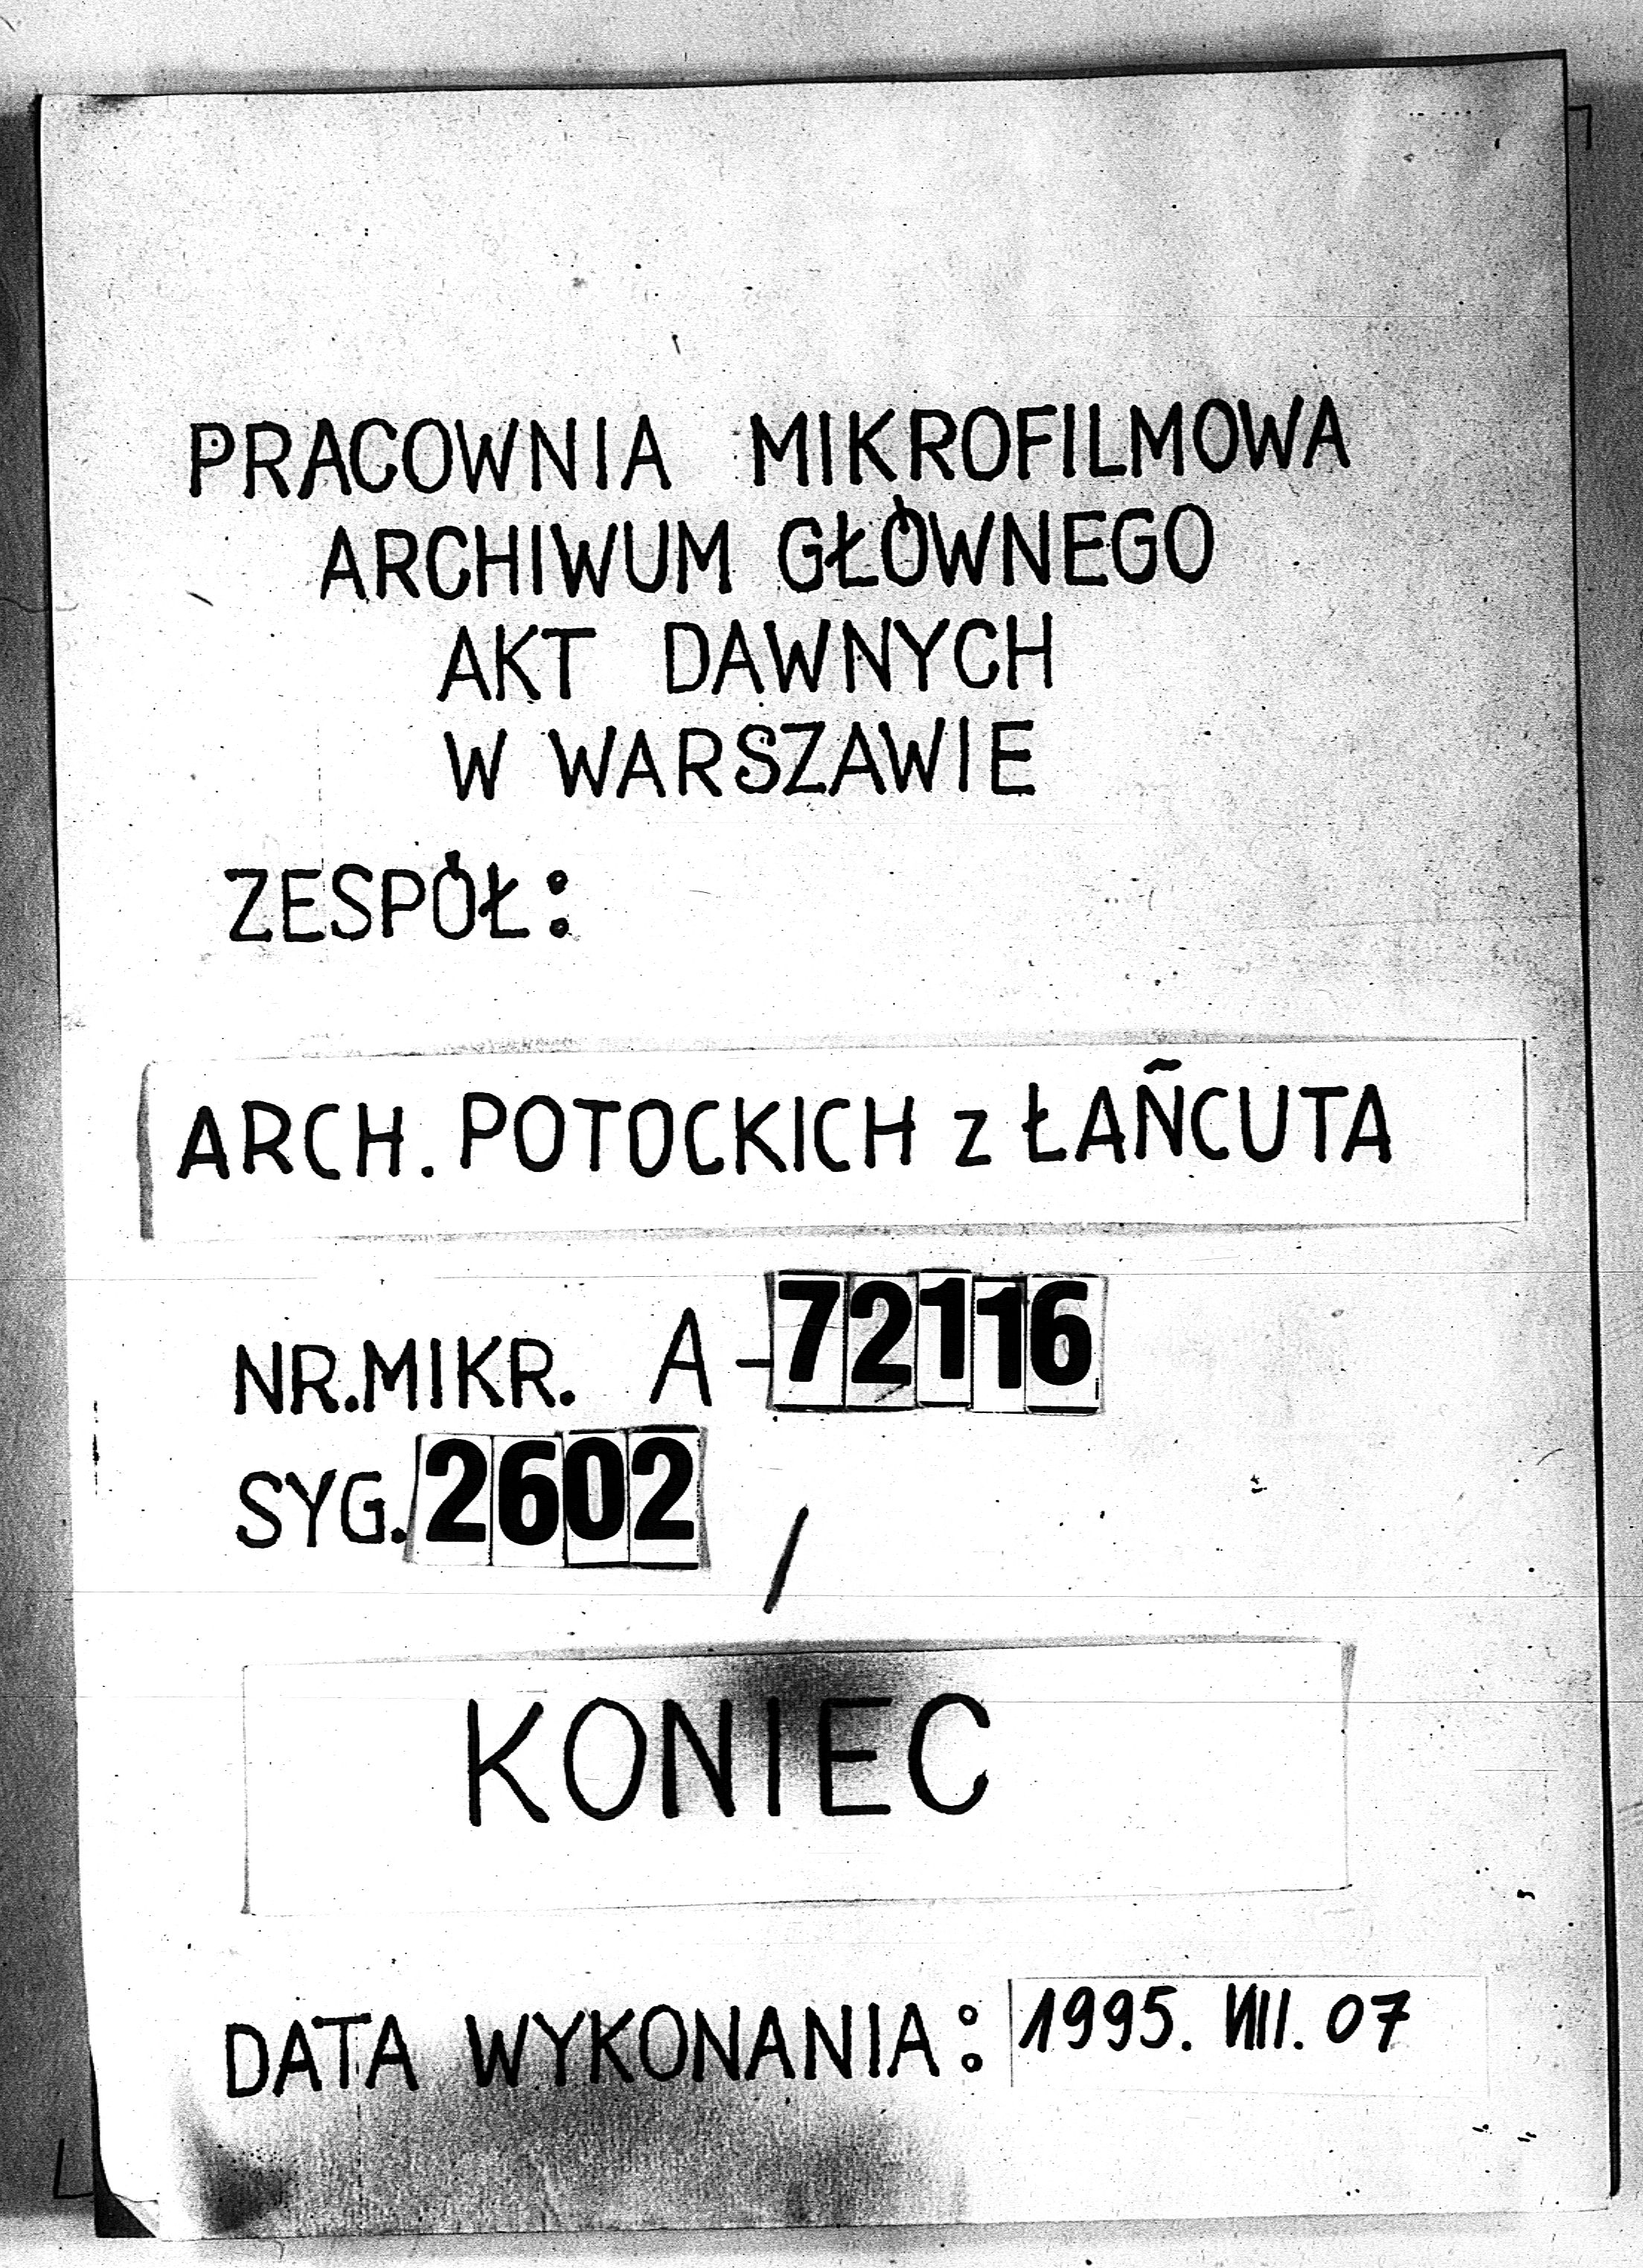 PRACOWNIA MIKROFILMOWA
ARCHIWUM GŁÓWNEGO
AKT DAWNYCH
W WARSZAWIE
ZESPÓŁ:
ARCH. POTOCKICH z ŁAŃCUTA
NR.MIKR. A-72116
SYG. 2602 /
KONIEC
DATA WYKONANIA: 1995. VIII. 07